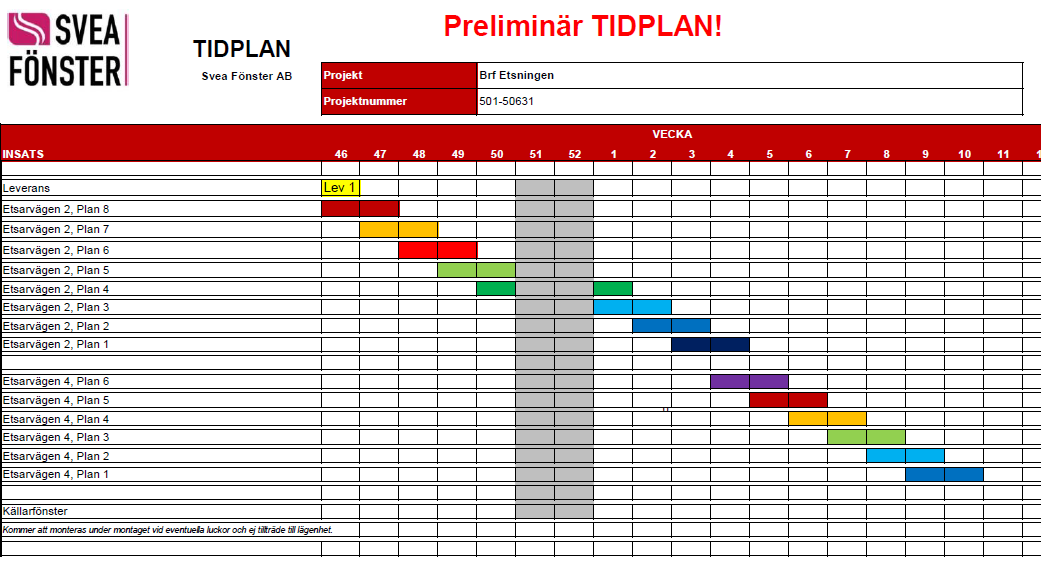 SVEA
FÖNSTER
TIDPLAN
Svea Fönster AB
Preliminär TIDPLAN!
Projekt Brf Etsningen
Projektnummer 501-50631
VECKA
INSATS 46 47 48 49 50 51 52 1 2 3 4 5 6 7 8 9 10 11
Leverans Lev 1
Etsarvägen 2, Plan 8
Etsarvägen 2, Plan 7
Etsarvägen 2, Plan 6
Etsarvägen 2, Plan 5
Etsarvägen 2, Plan 4
Etsarvägen 2, Plan 3
Etsarvägen 2, Plan 2
Etsarvägen 2, Plan 1
Etsarvägen 4, Plan 6
Etsarvägen 4, Plan 5
Etsarvägen 4, Plan 4
Etsarvägen 4, Plan 3
Etsarvägen 4, Plan 2
Etsarvägen 4, Plan 1
Källarfönster
Kommer att monteras under montaget vid eventuella luckor och ej tillträde till lägenhet.